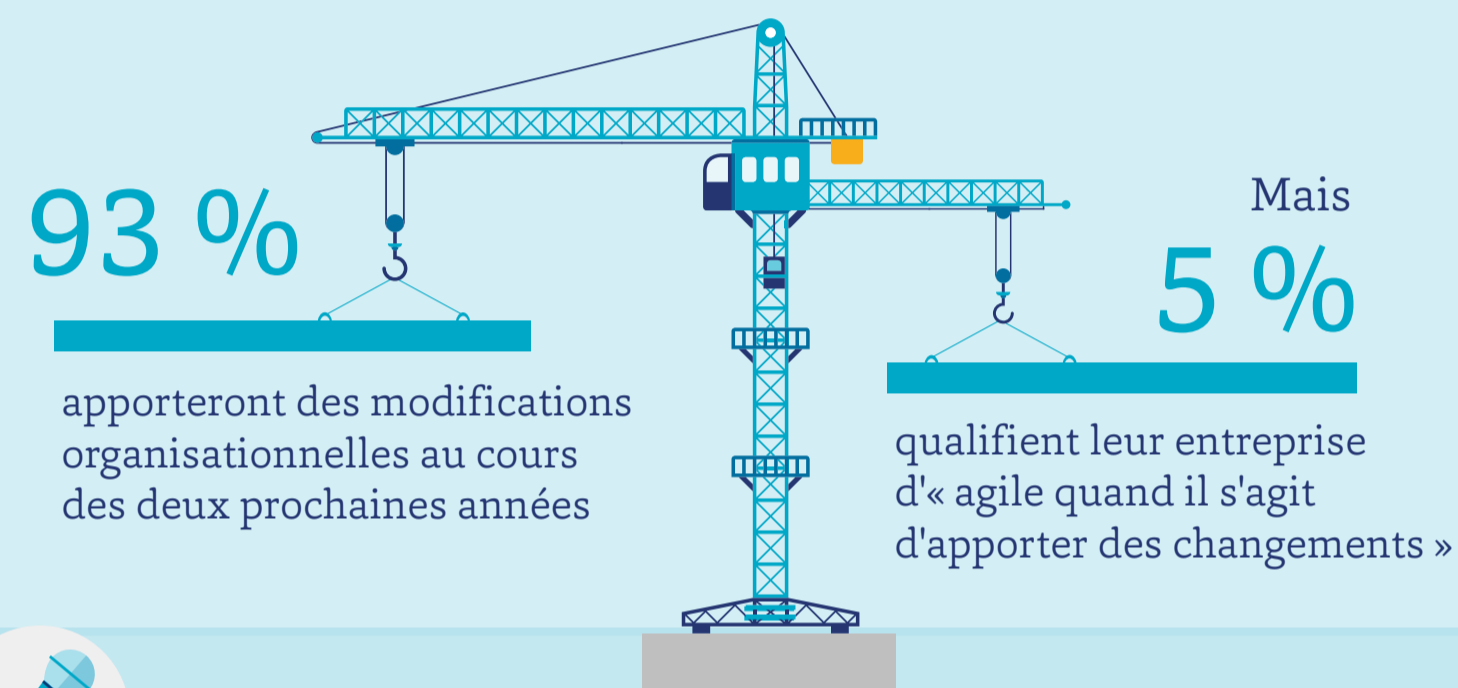 93 %
apporteront des modifications
organisationnelles au cours
des deux prochaines années
Mais
5 %
qualifient leur entreprise
d'« agile quand il s'agit
d'apporter des changements »